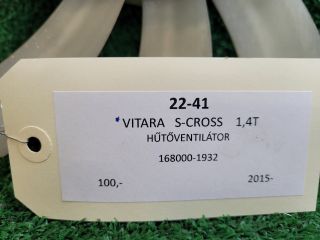 22-41
VITARA S-CROSS 1,4T
HŰTŐVENTILÁTOR
168000-1932
100,- 2015-